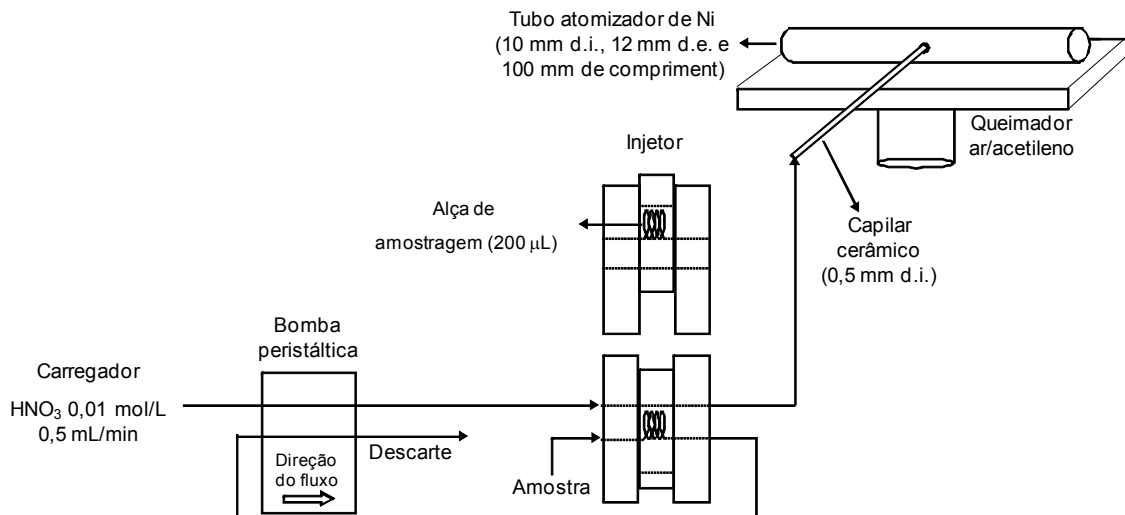 Tubo atomizador de Ni
(10 mm d.i., 12 mm d.e. e
100 mm de compriment)
Queimador
ar/acetileno
Injetor
Alça de
amostragem (200 μL)
Capilar
cerâmico
(0,5 mm d.i.)
Bomba
peristáltica
Carregador
HNO₃ 0,01 mol/L
0,5 mL/min
Descarte
Direção
do fluxo
Amostra